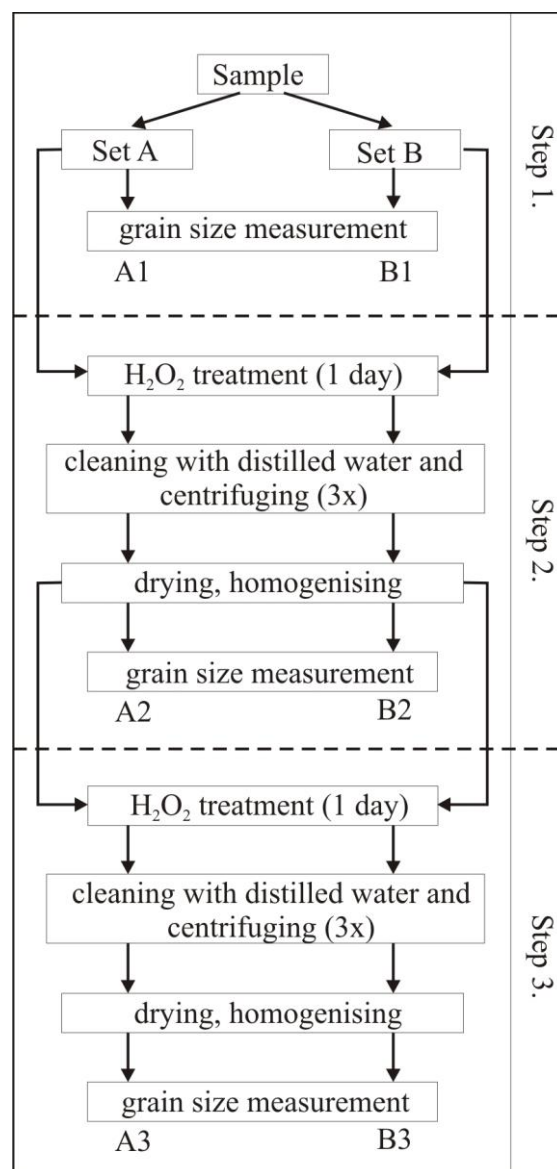 Sample
Set A
Set B
grain size measurement
A1
B1
Step 1.
H₂O₂ treatment (1 day)
cleaning with distilled water and
centrifuging (3x)
drying, homogenising
grain size measurement
A2
B2
Step 2.
H₂O₂ treatment (1 day)
cleaning with distilled water and
centrifuging (3x)
drying, homogenising
grain size measurement
A3
B3
Step 3.